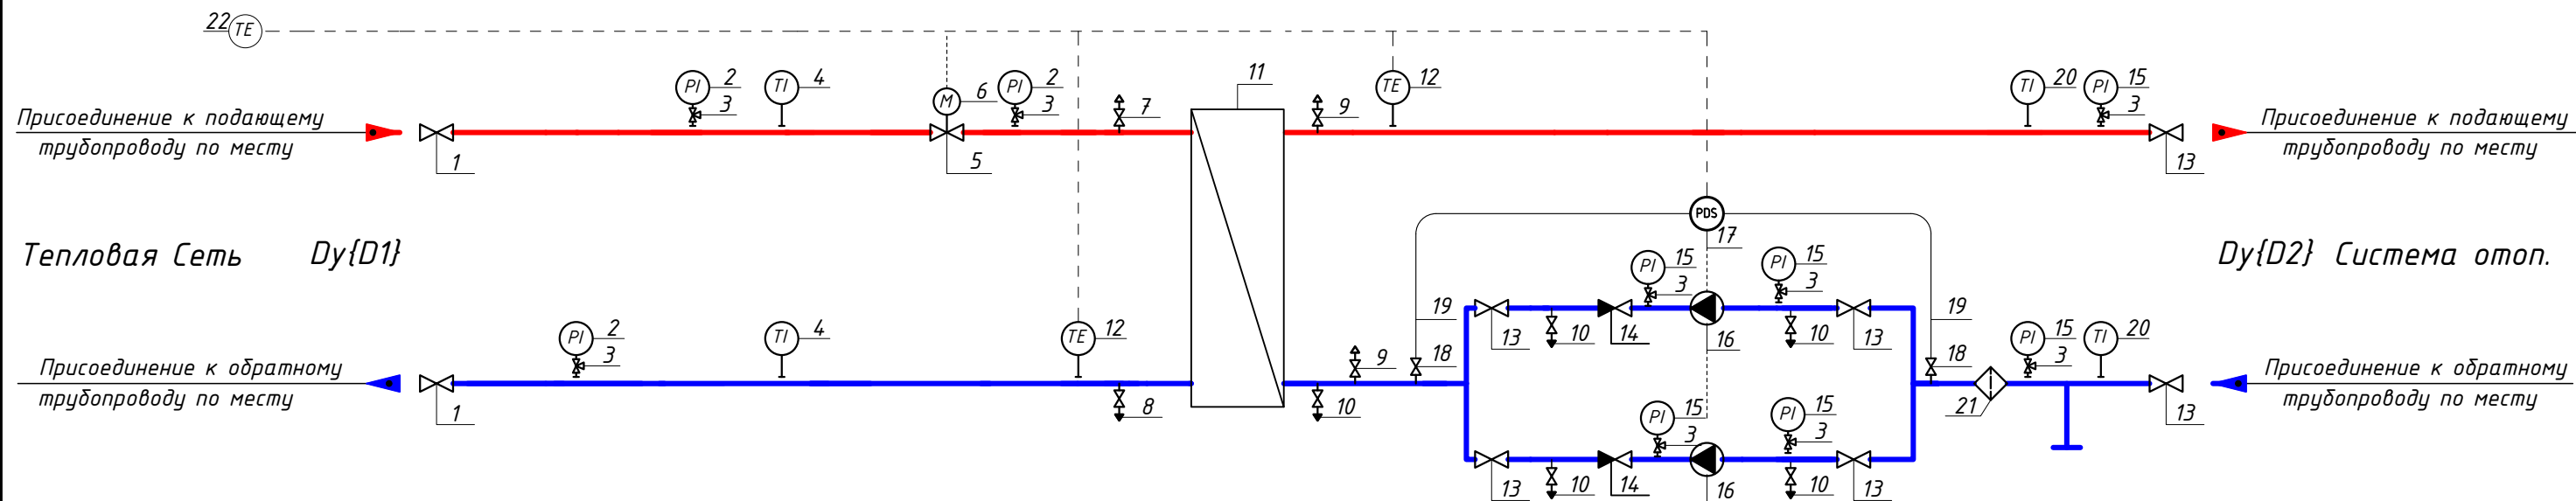 22 TE
PI 2
3
TI 4
M 6
PI 2
3
7
11
9
TE 12
TI 20
PI 15
3
Присоединение к подающему
трубопроводу по месту
1
5
13
Присоединение к подающему
трубопроводу по месту
Тепловая Сеть Dy{D1}
PDS
17
Dy{D2} Система отоп.
PI 15
3
PI 15
3
19
19
13
10
14
16
10
13
PI 2
3
TI 4
TE 12
9
18
18
PI 15
3
TI 20
Присоединение к обратному
трубопроводу по месту
1
8
10
21
13
Присоединение к обратному
трубопроводу по месту
PI 15
3
PI 15
3
13
10
14
16
10
13